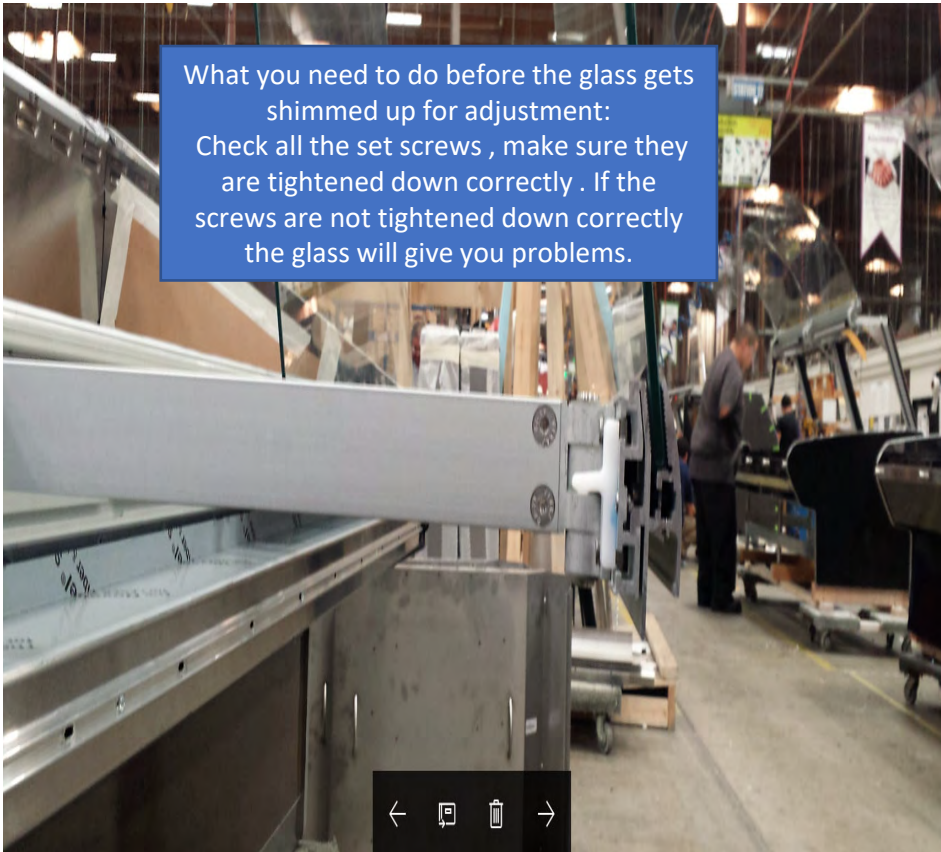 What you need to do before the glass gets
shimmed up for adjustment:
Check all the set screws , make sure they
are tightened down correctly . If the
screws are not tightened down correctly
the glass will give you problems.